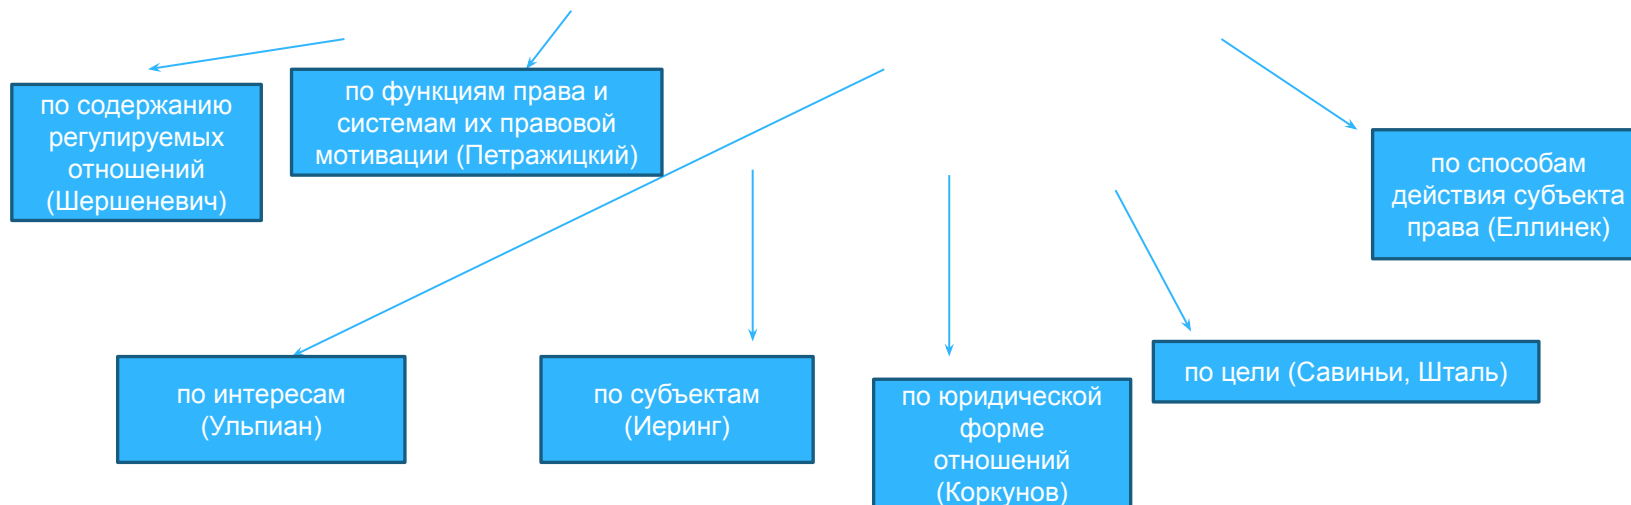 по содержанию
регулируемых
отношений
(Шершеневич)
по функциям права и
системам их правовой
мотивации (Петражицкий)
по способам
действия субъекта
права (Еллинек)
по интересам
(Ульпиан)
по субъектам
(Иеринг)
по юридической
форме
отношений
(Коркунов)
по цели (Савиньи, Шталь)